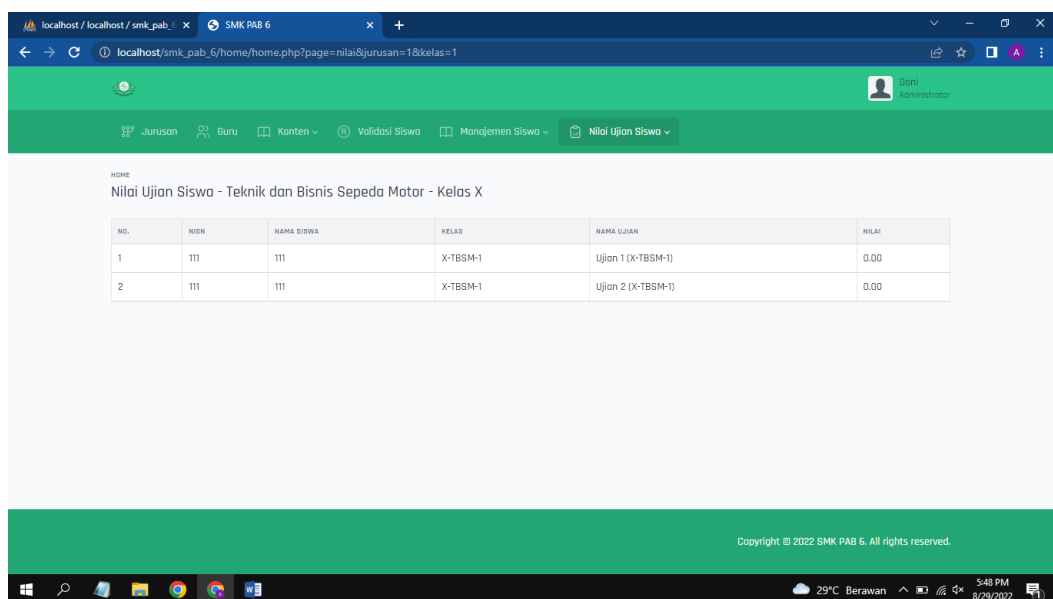 localhost / localhost / smk_pab_6
SMK PAB 6
localhost/smk_pab_6/home/home.php?page=nilai&jurusan=1&kelas=1
A
Doni
Administrator
Jurusan Guru Konten Validasi Siswa Manajemen Siswa Nilai Ujian Siswa
HOME
Nilai Ujian Siswa - Teknik dan Bisnis Sepeda Motor - Kelas X
NO. NISN NAMA SISWA KELAS NAMA UJIAN NILAI
1 111 111 X-TBSM-1 Ujian 1 (X-TBSM-1) 0.00
2 111 111 X-TBSM-1 Ujian 2 (X-TBSM-1) 0.00
Copyright © 2022 SMK PAB 6. All rights reserved.
29°C Berawan
5:48 PM
8/29/2022